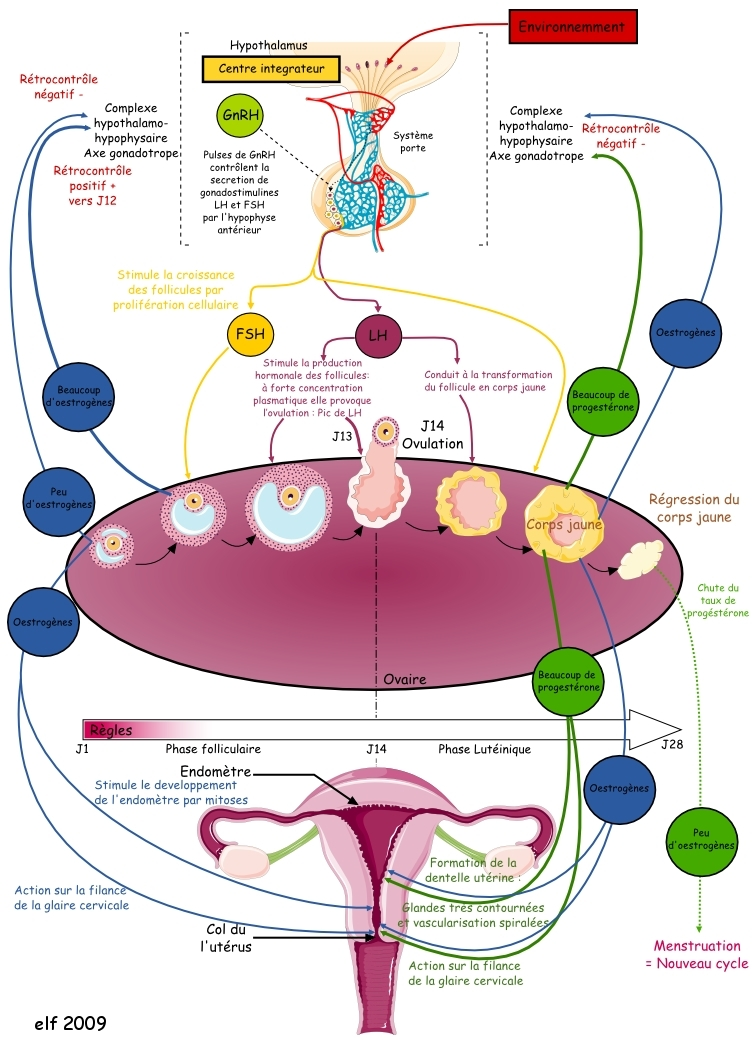 Environnemment
Hypothalamus
Centre integrateur
Rétrocontrôle
négatif -
Complexe
hypothalamo-
hypophysaire
Axe gonadotrope
Rétrocontrôle
positif +
vers J12
GnRH
Pulses de GnRH
contrôlent la
secretion de
gonadostimulines
LH et FSH
par l'hypophyse
antérieur
Système
porte
Complexe
hypothalamo-
hypophysaire
Axe gonadotrope
Rétrocontrôle
négatif -
Stimule la croissance
des follicules par
prolifération cellulaire
FSH
LH
Oestrogènes
Stimule la production
hormonale des follicules:
à forte concentration
plasmatique elle provoque
l'ovulation : Pic de LH
Conduit à la transformation
du follicule en corps jaune
Beaucoup
d'oestrogènes
Beaucoup de
progestérone
J13
J14
Ovulation
Peu
d'oestrogènes
Corps jaune
Régression du
corps jaune
Chute du
taux de
progéstérone
Oestrogènes
Ovaire
Beaucoup de
progestérone
Règles
J1
Phase folliculaire
J14
Phase Lutéinique
J28
Endomètre
Stimule le developpement
de l'endomètre par mitoses
Oestrogènes
Peu
d'oestrogènes
Formation de la
dentelle utérine :
Glandes très contournées
et vascularisation spiralées
Action sur la filance
de la glaire cervicale
Col du
l'utérus
Action sur la filance
de la glaire cervicale
Menstruation
= Nouveau cycle
elf 2009